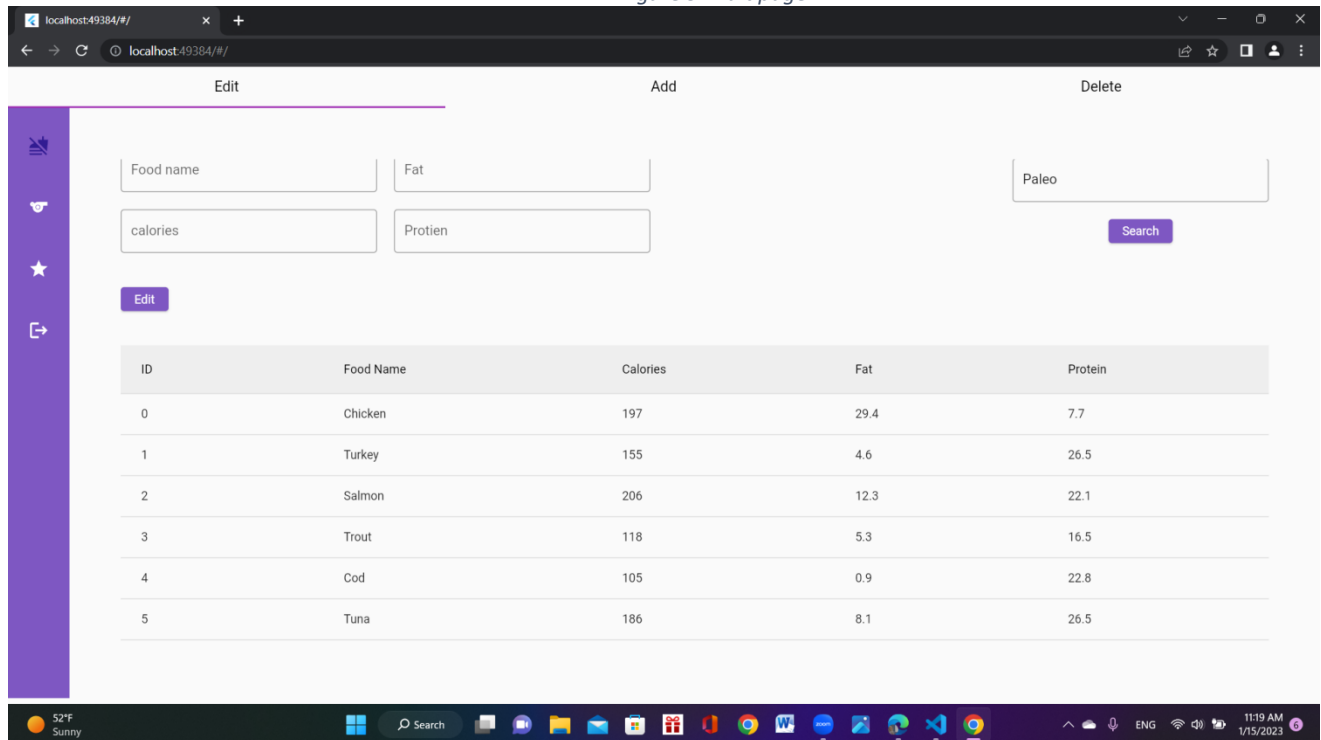 localhost:49384/#/
localhost:49384/#/
Edit Add Delete
Food name Fat Paleo
calories Protien Search
Edit
ID Food Name Calories Fat Protein
0 Chicken 197 29.4 7.7
1 Turkey 155 4.6 26.5
2 Salmon 206 12.3 22.1
3 Trout 118 5.3 16.5
4 Cod 105 0.9 22.8
5 Tuna 186 8.1 26.5
52°F
Sunny
Search
ENG
11:19 AM
1/15/2023
6